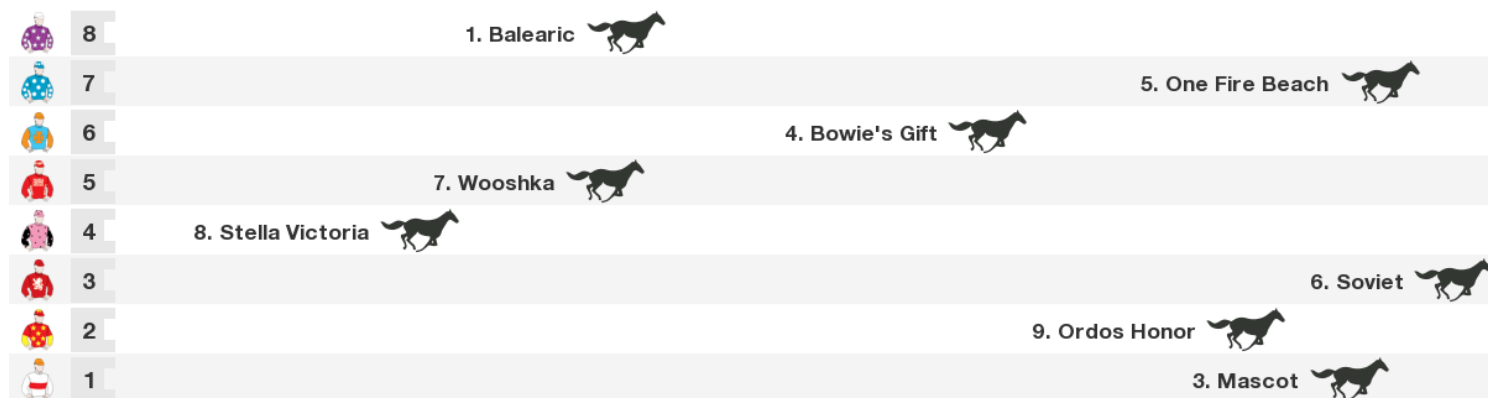 8 1. Balearic
7 5. One Fire Beach
6 4. Bowie's Gift
5 7. Wooshka
4 8. Stella Victoria
3 6. Soviet
2 9. Ordos Honor
1 3. Mascot